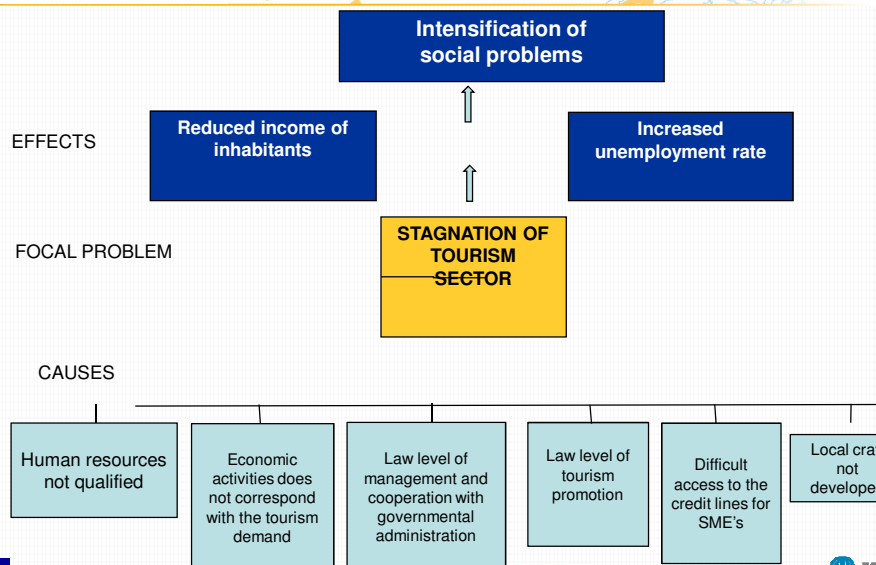 Intensification of
social problems
EFFECTS
Reduced income of
inhabitants
Increased
unemployment rate
FOCAL PROBLEM
STAGNATION OF
TOURISM
SECTOR
CAUSES
Human resources
not qualified
Economic
activities does
not correspond
with the tourism
demand
Law level of
management and
cooperation with
governmental
administration
Law level of
tourism
promotion
Difficult
access to the
credit lines for
SME's
Local
not